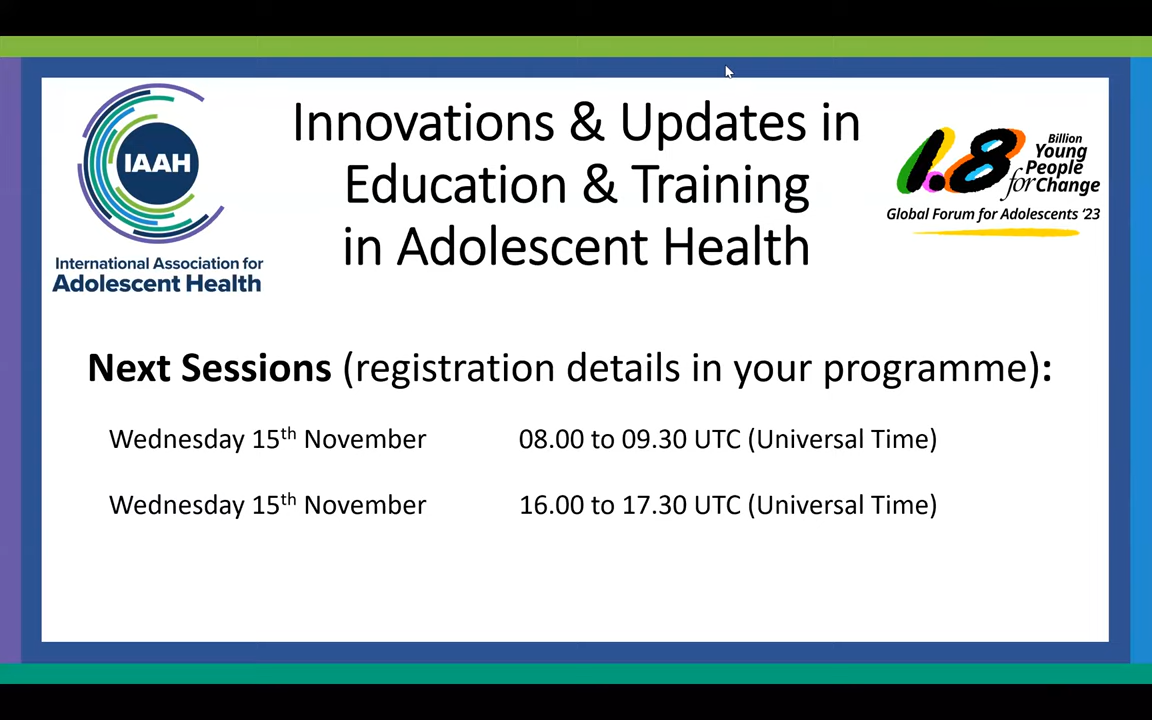 IAAH
International Association for
Adolescent Health
Innovations & Updates in
Education & Training
in Adolescent Health
1.8
Billion
Young
People
for Change
Global Forum for Adolescents ‘23
Next Sessions (registration details in your programme):
Wednesday 15th November 08.00 to 09.30 UTC (Universal Time)
Wednesday 15th November 16.00 to 17.30 UTC (Universal Time)